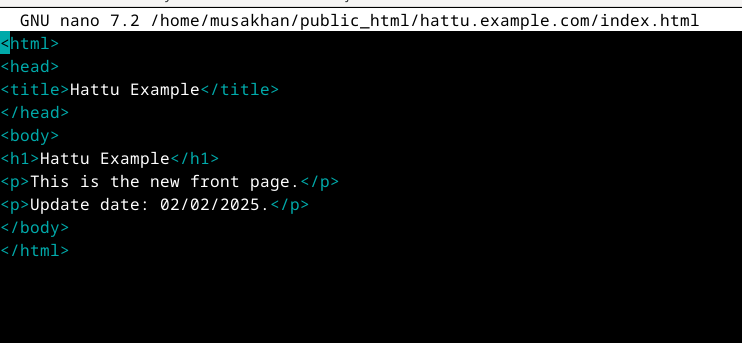 GNU nano 7.2 /home/musakhan/public_html/hattu.example.com/index.html
<html>
<head>
<title>Hattu Example</title>
</head>
<body>
<h1>Hattu Example</h1>
<p>This is the new front page.</p>
<p>Update date: 02/02/2025.</p>
</body>
</html>